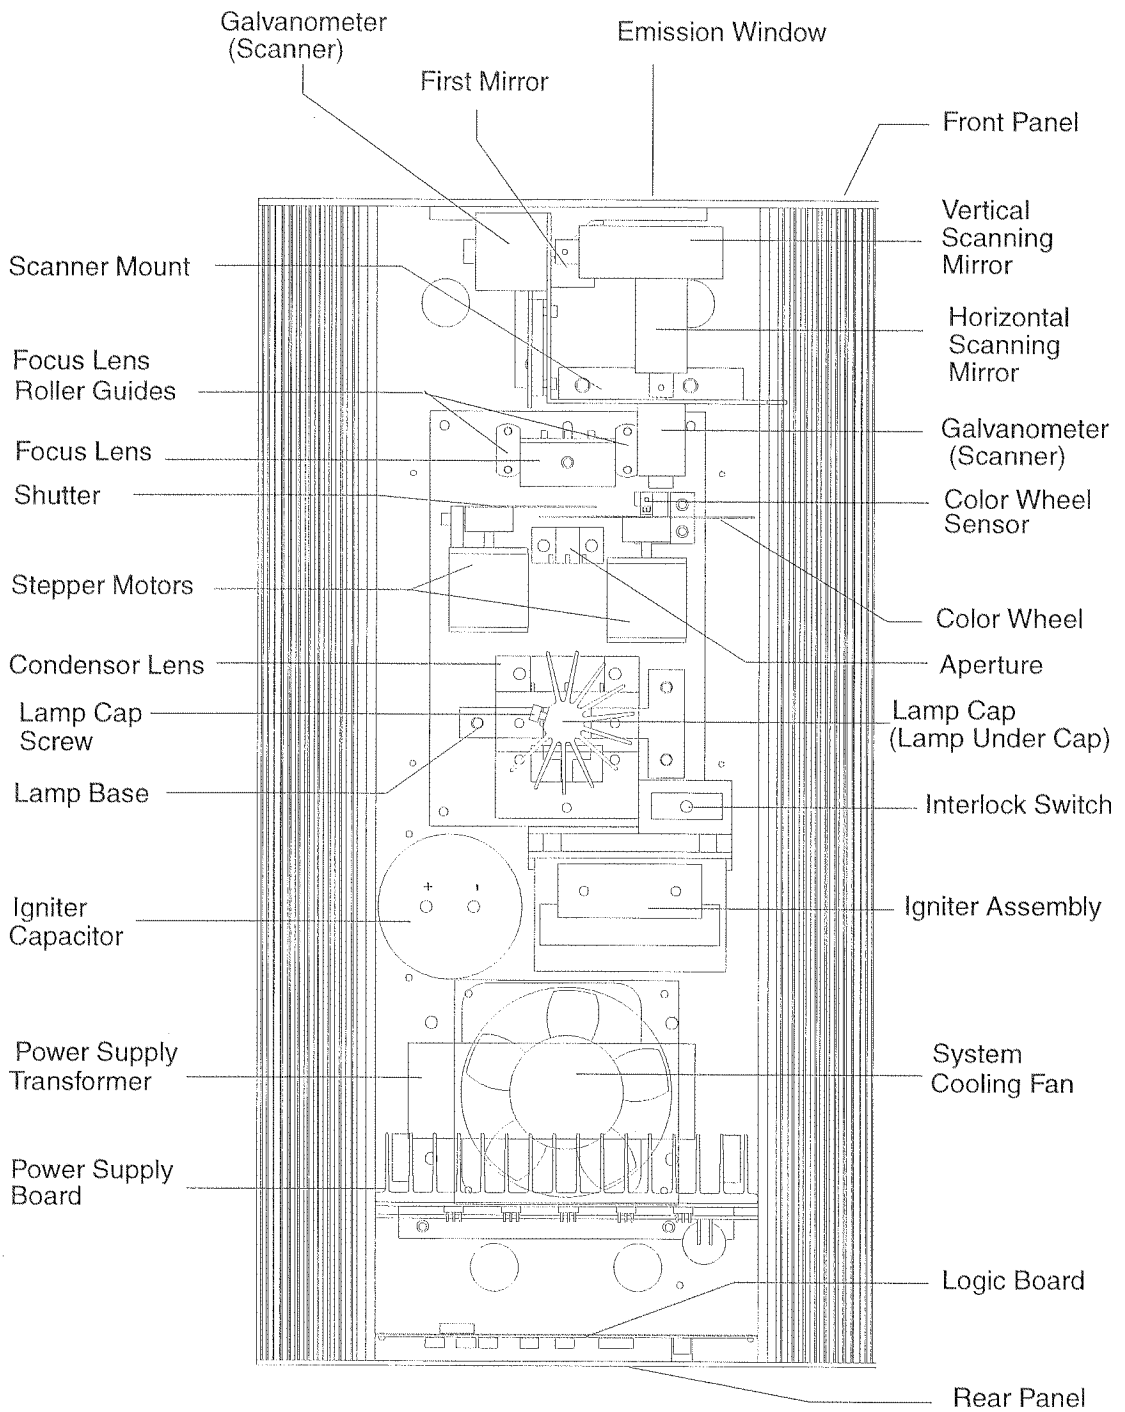 Galvanometer
(Scanner)
Emission Window
First Mirror
Front Panel
Vertical
Scanning
Mirror
Scanner Mount
Horizontal
Scanning
Mirror
Focus Lens
Roller Guides
Galvanometer
(Scanner)
Focus Lens
Shutter
Color Wheel
Sensor
E P
Stepper Motors
Color Wheel
Condensor Lens
Aperture
Lamp Cap
Screw
Lamp Cap
(Lamp Under Cap)
Lamp Base
Interlock Switch
+ -
Igniter
Capacitor
Igniter Assembly
Power Supply
Transformer
System
Cooling Fan
Power Supply
Board
Logic Board
Rear Panel